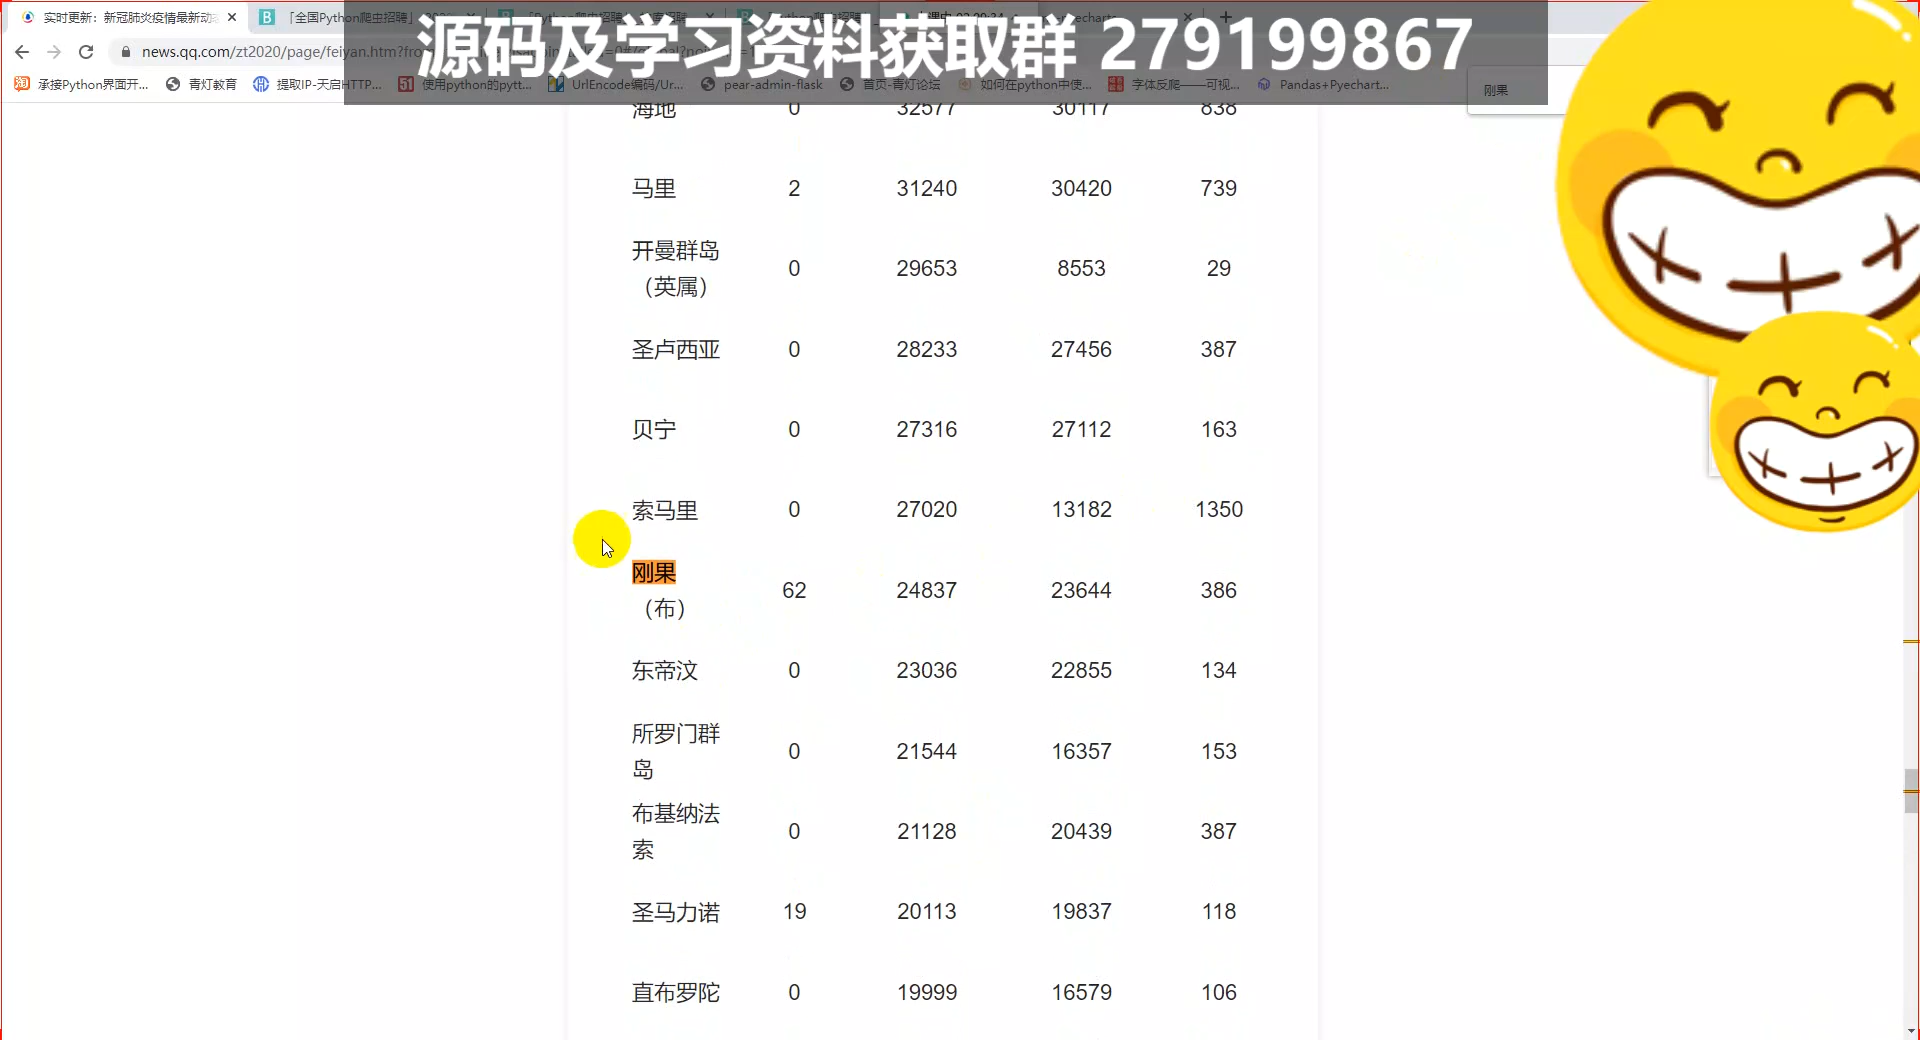 实时更新：新冠肺炎疫情最新动
「全国Python爬虫招聘」
源码及学习资料获取群 279199867
news.qq.com/zt2020/page/feiyan.htm
承接Python界面开...
青灯教育
提取IP-天启HTTP...
使用python的pytt...
UrlEncode编码/Ur...
pear-admin-flask
首页-青灯论坛
如何在python中使...
字体反爬——可视...
Pandas+Pyechart...
刚果
海地 0 32577 30117 838
马里 2 31240 30420 739
开曼群岛
（英属） 0 29653 8553 29
圣卢西亚 0 28233 27456 387
贝宁 0 27316 27112 163
索马里 0 27020 13182 1350
刚果
（布） 62 24837 23644 386
东帝汶 0 23036 22855 134
所罗门群
岛 0 21544 16357 153
布基纳法
索 0 21128 20439 387
圣马力诺 19 20113 19837 118
直布罗陀 0 19999 16579 106